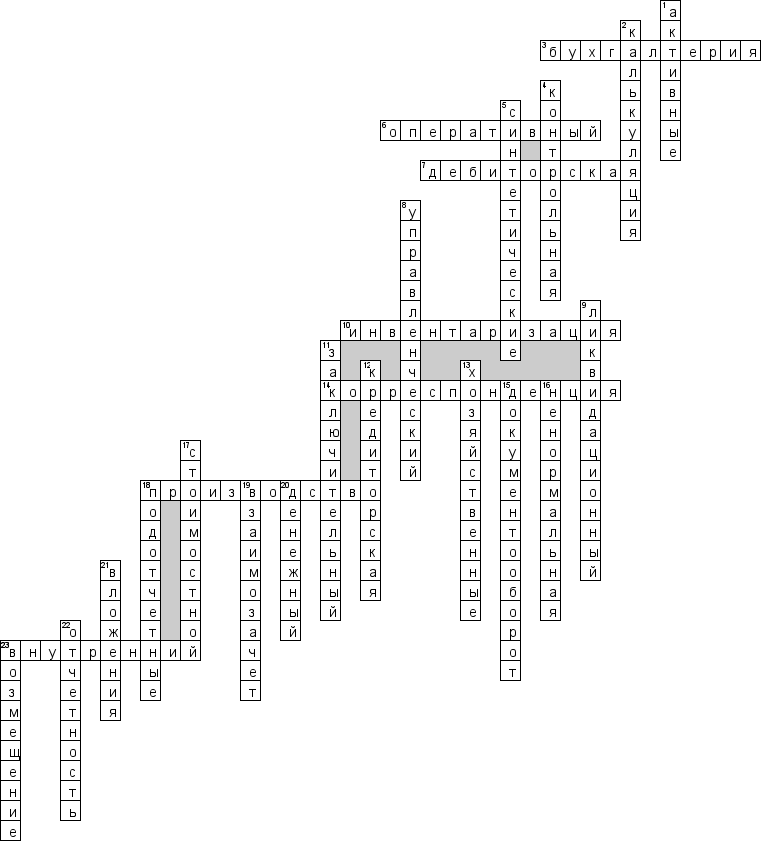 1 активные
2 калькуляция
3 бухгалтерия
4 контрольная
5 синтетические
6 оперативный
7 дебиторская
8 управленческий
9 ликвидационный
10 инвентаризация
11 заключительный
12 кредиторская
13 хозяйственные
14 корреспонденция
15 документооборот
16 ненормальная
17 стоимостной
18 производство
18 подотчетные
19 взаимозачет
20 денежный
21 вложения
22 отчетность
23 внутренний
23 возмещение